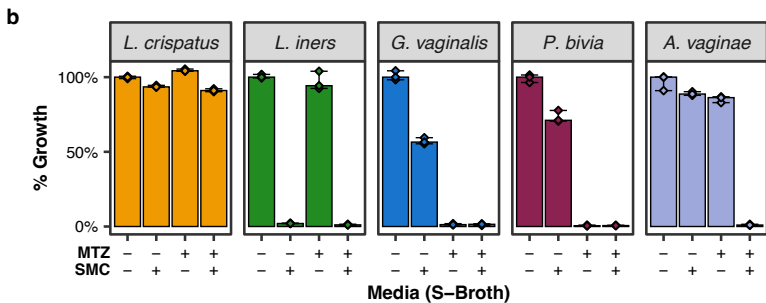 b
L. crispatus L. iners G. vaginalis P. bivia A. vaginae
% Growth
100%
50%
0%
MTZ − − + + − − + + − − + + − − + + − − + +
SMC − + − + − + − + − + − + − + − + − + − +
Media (S−Broth)